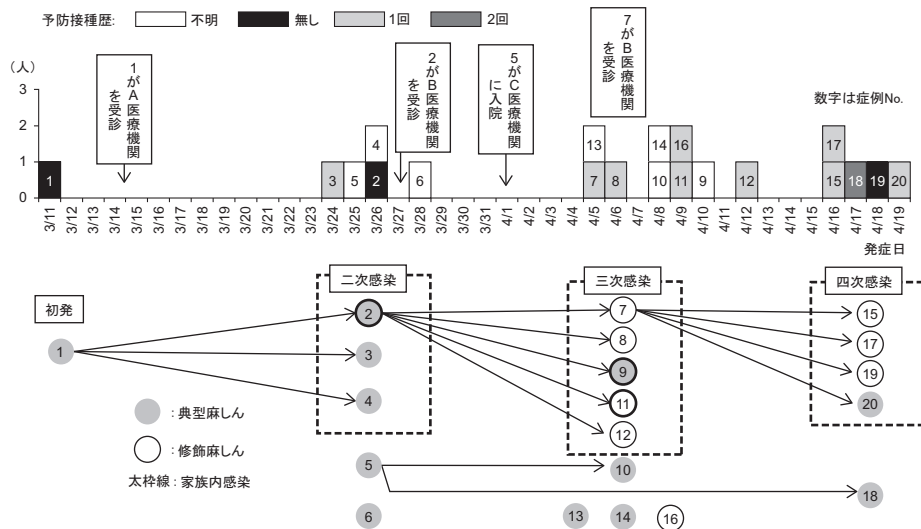 予防接種歴: 不明 無し 1回 2回
1がA医療機関を受診
2がB医療機関を受診
5がC医療機関に入院
7がB医療機関を受診
(人)
数字は症例No.
3
2
1
0
4
13
14
16
17
1
3
5
2
6
7
8
10
11
9
12
15
18
19
20
3/11 3/12 3/13 3/14 3/15 3/16 3/17 3/18 3/19 3/20 3/21 3/22 3/23 3/24 3/25 3/26 3/27 3/28 3/29 3/30 3/31 4/1 4/2 4/3 4/4 4/5 4/6 4/7 4/8 4/9 4/10 4/11 4/12 4/13 4/14 4/15 4/16 4/17 4/18 4/19
発症日
初発
二次感染
三次感染
四次感染
1
2
3
4
7
8
9
11
12
15
17
19
20
5
10
18
6
13
14
16
:典型麻しん
:修飾麻しん
太枠線:家族内感染